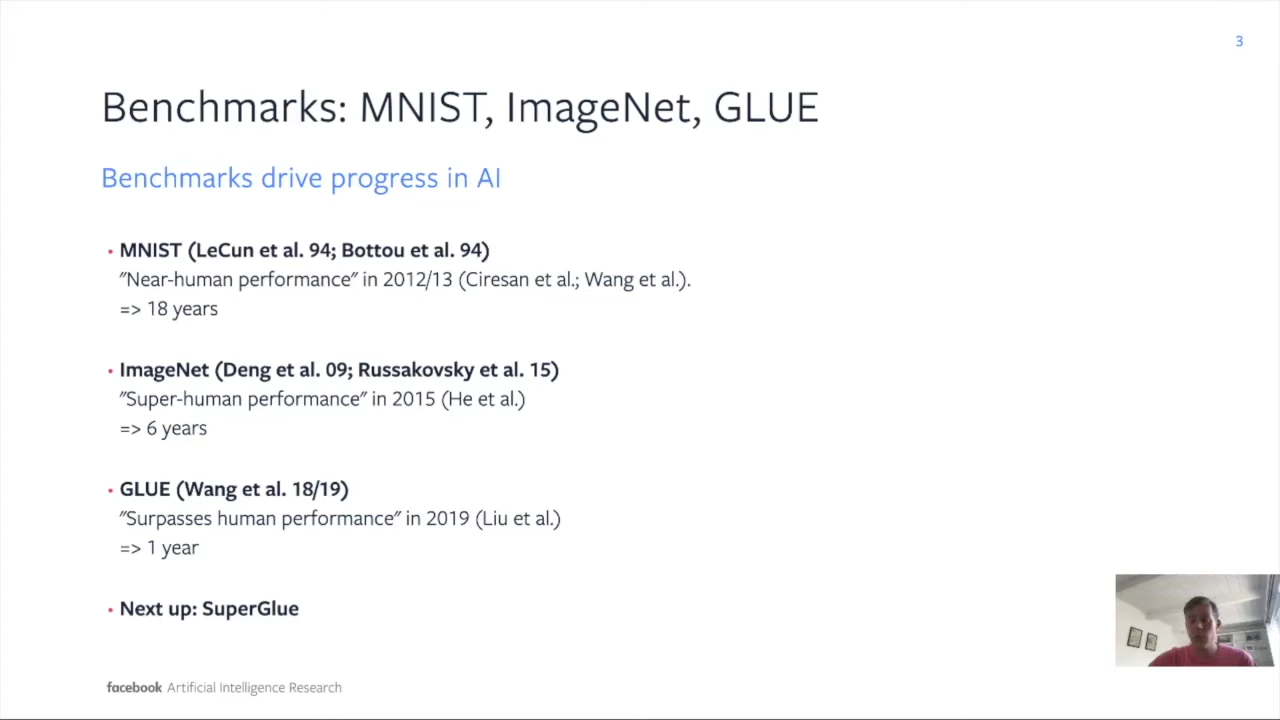 3
Benchmarks: MNIST, ImageNet, GLUE
Benchmarks drive progress in AI
• MNIST (LeCun et al. 94; Bottou et al. 94)
"Near-human performance" in 2012/13 (Ciresan et al.; Wang et al.).
=> 18 years
• ImageNet (Deng et al. 09; Russakovsky et al. 15)
"Super-human performance" in 2015 (He et al.)
=> 6 years
• GLUE (Wang et al. 18/19)
"Surpasses human performance" in 2019 (Liu et al.)
=> 1 year
• Next up: SuperGlue
facebook Artificial Intelligence Research